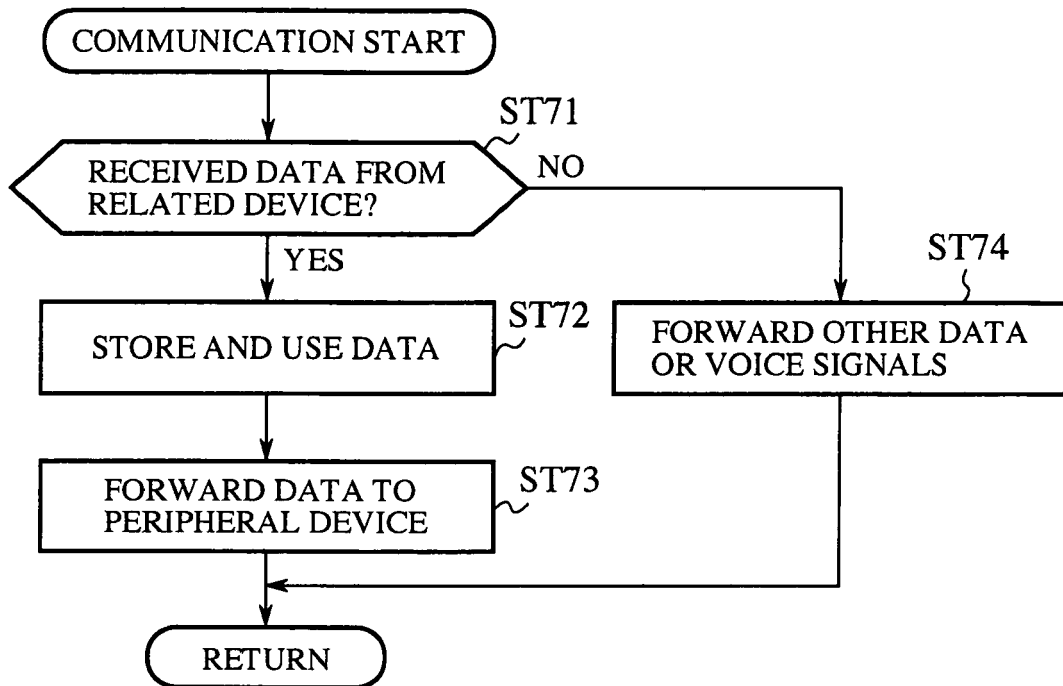 COMMUNICATION START
ST71
RECEIVED DATA FROM
RELATED DEVICE?
NO
YES
ST74
ST72
STORE AND USE DATA
FORWARD OTHER DATA
OR VOICE SIGNALS
ST73
FORWARD DATA TO
PERIPHERAL DEVICE
RETURN